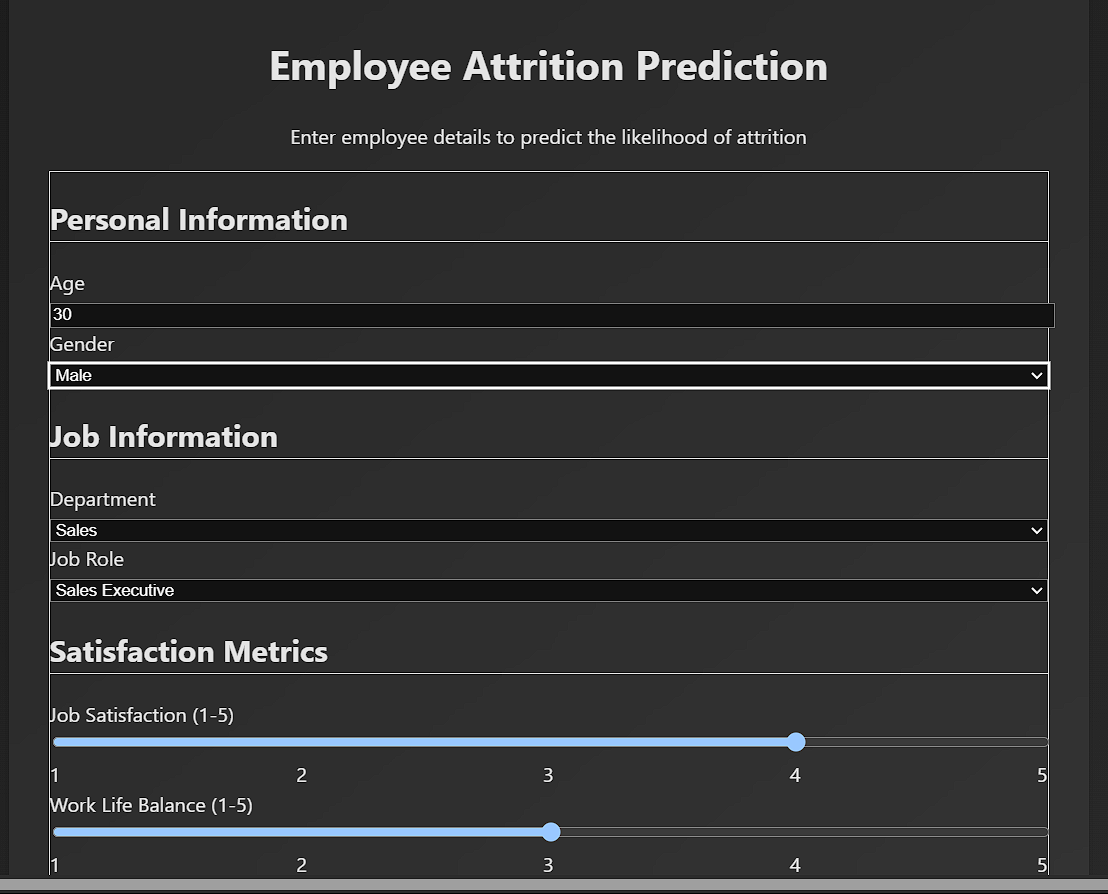 Employee Attrition Prediction
Enter employee details to predict the likelihood of attrition
Personal Information
Age
30
Gender
Male
Job Information
Department
Sales
Job Role
Sales Executive
Satisfaction Metrics
Job Satisfaction (1-5)
1 2 3 4 5
Work Life Balance (1-5)
1 2 3 4 5